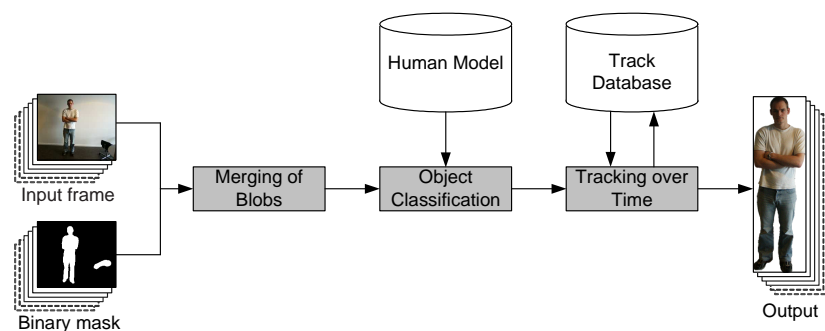 Human Model
Track
Database
Input frame
Merging of
Blobs
Object
Classification
Tracking over
Time
Binary mask
Output